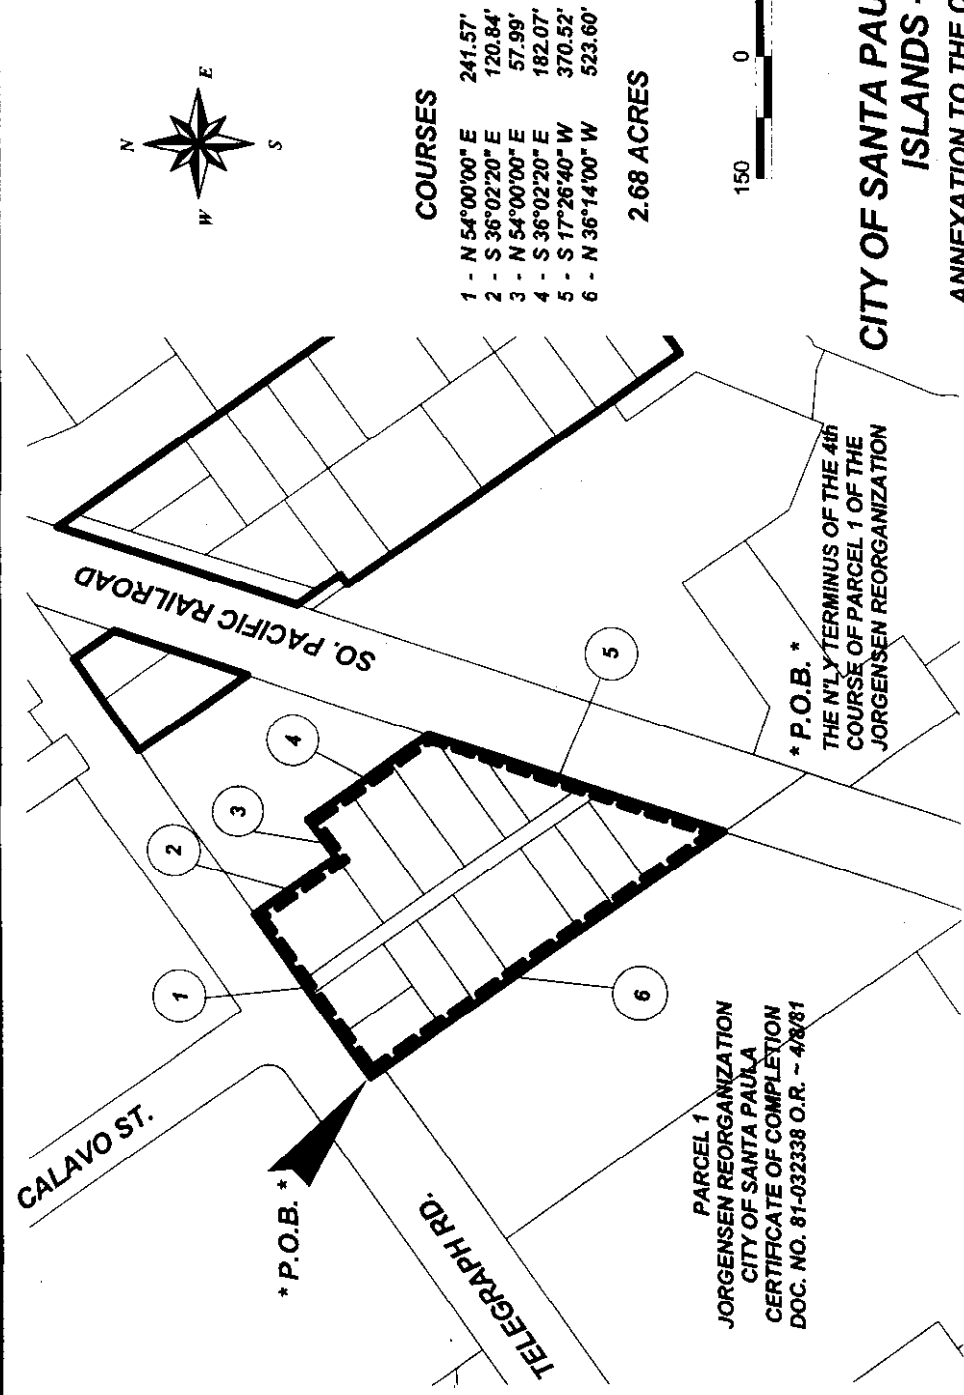 N
W
E
S
COURSES
1 - N 54°00'00" E 241.57'
2 - S 36°02'20" E 120.84'
3 - N 54°00'00" E 57.99'
4 - S 36°02'20" E 182.07'
5 - S 17°26'40" W 370.52'
6 - N 36°14'00" W 523.60'
2.68 ACRES
150
0
CITY OF SANTA PAU
ISLANDS -
ANNEXATION TO THE C
CALAVO ST.
TELEGRAPH RD.
SO. PACIFIC RAILROAD
* P.O.B. *
1
2
3
4
5
6
* P.O.B. *
THE N'LY TERMINUS OF THE 4th
COURSE OF PARCEL 1 OF THE
JORGENSEN REORGANIZATION
PARCEL 1
JORGENSEN REORGANIZATION
CITY OF SANTA PAULA
CERTIFICATE OF COMPLETION
DOC. NO. 81-032338 O.R. ~ 4/8/81